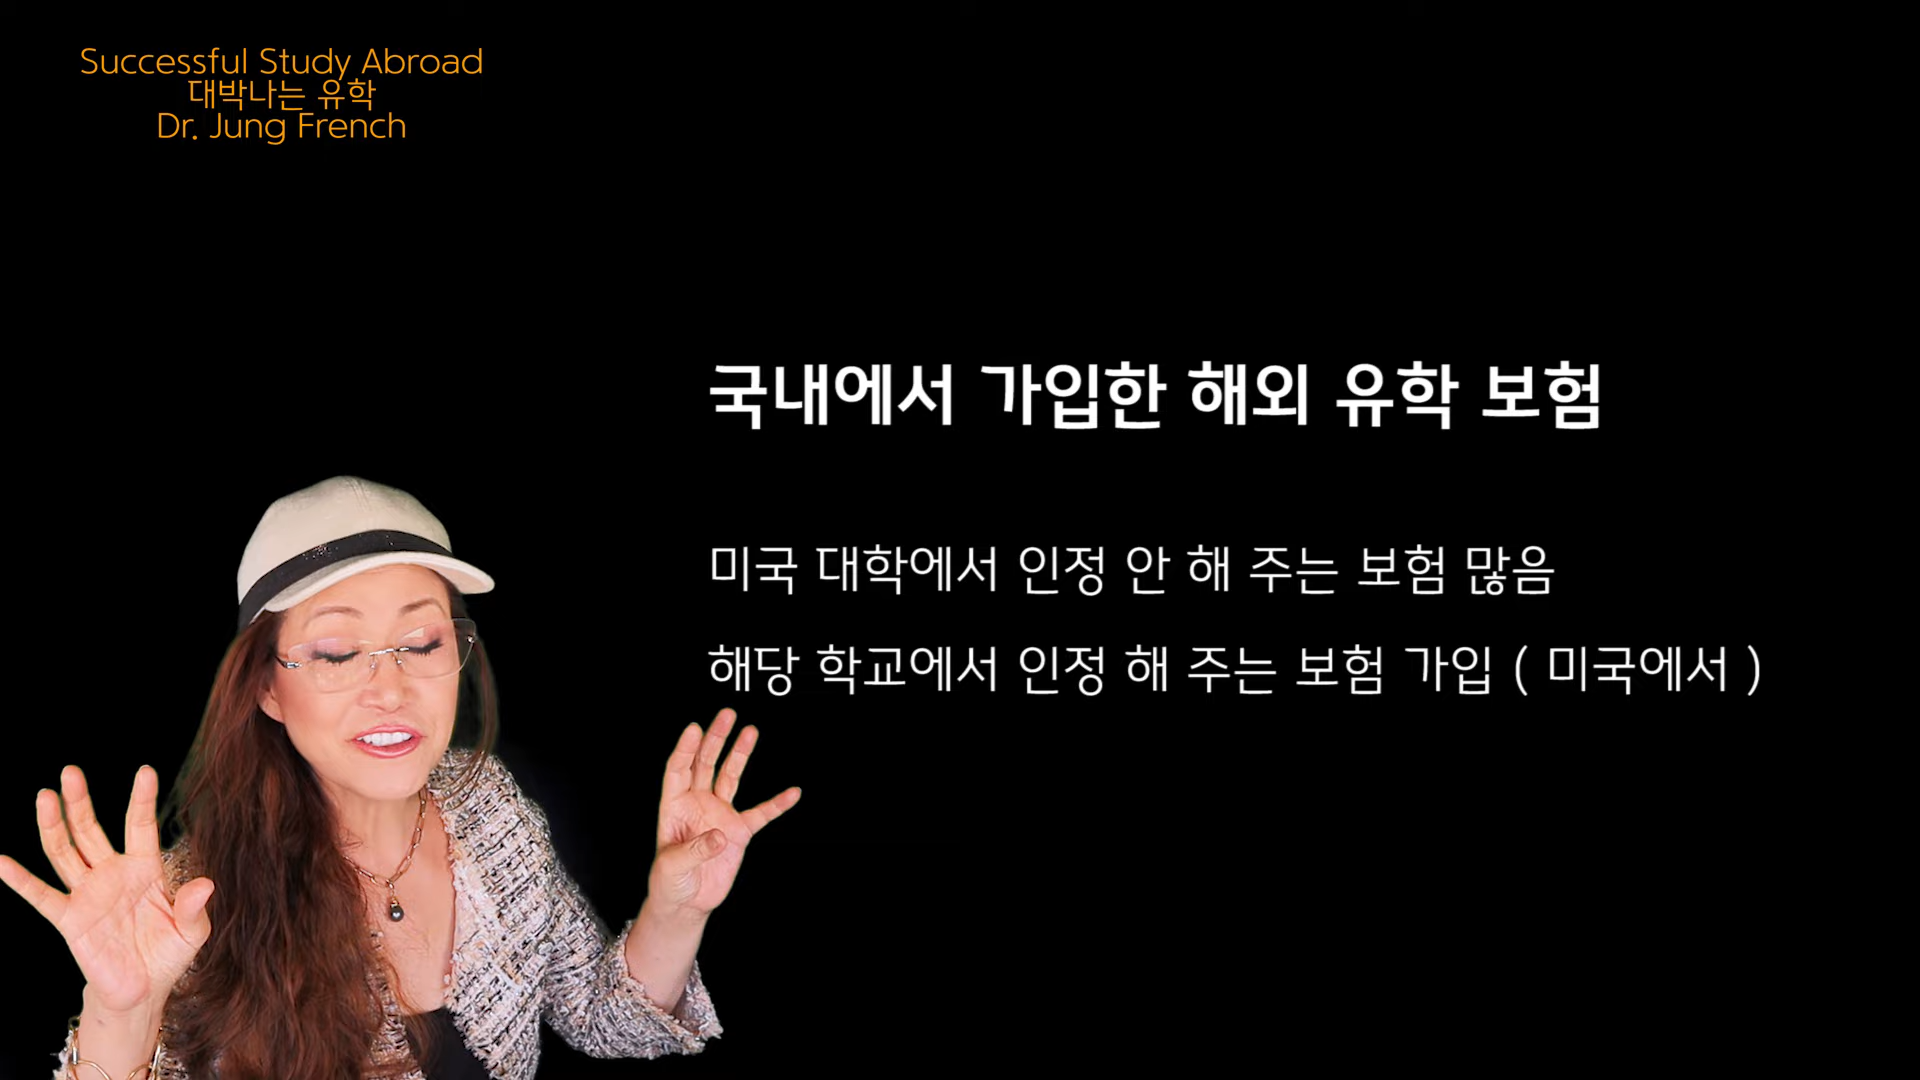 Successful Study Abroad
대박나는 유학
Dr. Jung French
국내에서 가입한 해외 유학 보험
미국 대학에서 인정 안 해 주는 보험 많음
해당 학교에서 인정 해 주는 보험 가입 ( 미국에서 )